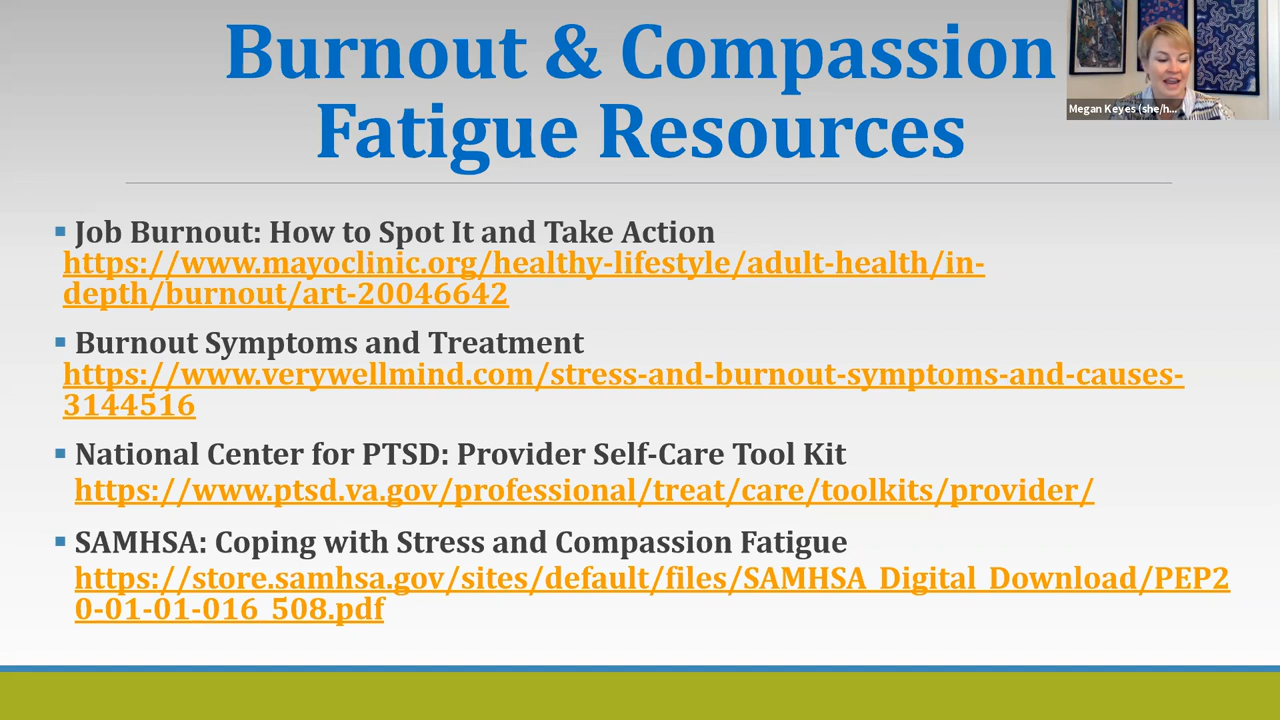 Burnout & Compassion
Fatigue Resources
Megan Keyes (she/h...
▪ Job Burnout: How to Spot It and Take Action
https://www.mayoclinic.org/healthy-lifestyle/adult-health/in-
depth/burnout/art-20046642
▪ Burnout Symptoms and Treatment
https://www.verywellmind.com/stress-and-burnout-symptoms-and-causes-
3144516
▪ National Center for PTSD: Provider Self-Care Tool Kit
https://www.ptsd.va.gov/professional/treat/care/toolkits/provider/
▪ SAMHSA: Coping with Stress and Compassion Fatigue
https://store.samhsa.gov/sites/default/files/SAMHSA_Digital_Download/PEP2
0-01-01-016_508.pdf